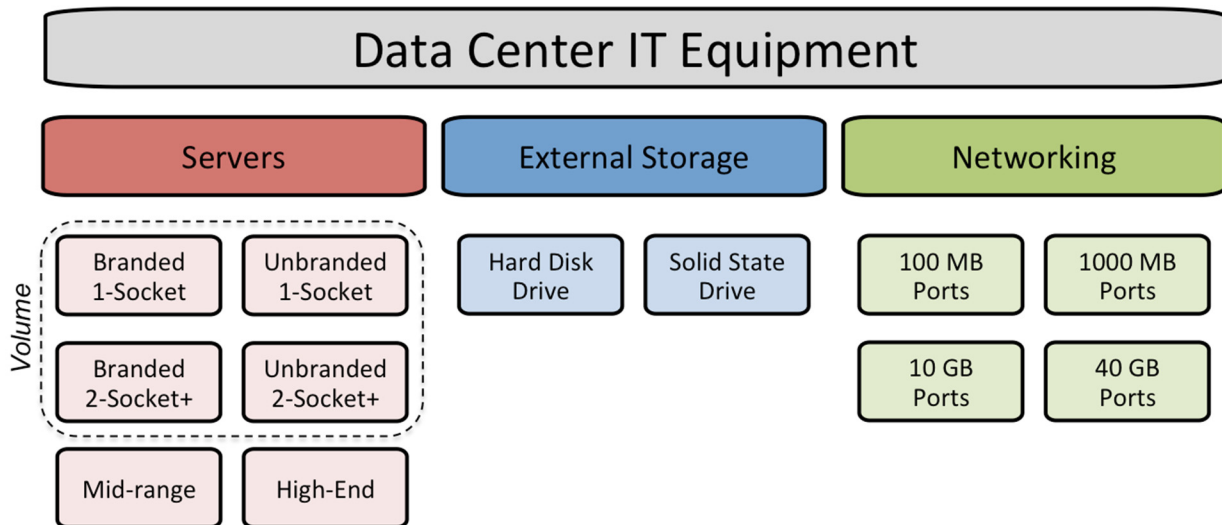 Data Center IT Equipment
Servers
External Storage
Networking
Volume
Branded
1-Socket
Unbranded
1-Socket
Branded
2-Socket+
Unbranded
2-Socket+
Mid-range
High-End
Hard Disk
Drive
Solid State
Drive
100 MB
Ports
1000 MB
Ports
10 GB
Ports
40 GB
Ports